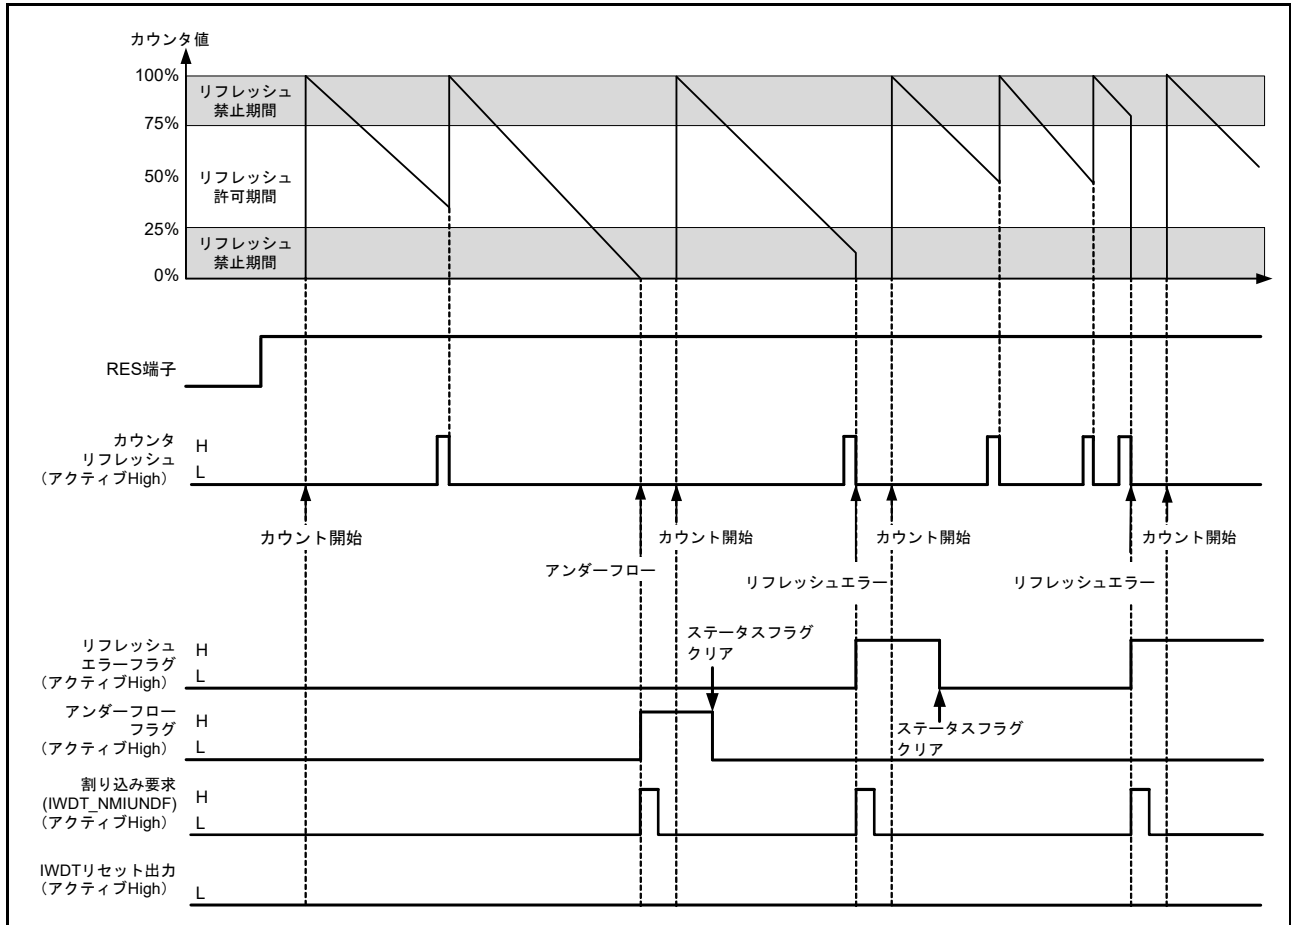 カウンタ値
100%
リフレッシュ
禁止期間
75%
50%
リフレッシュ
許可期間
25%
リフレッシュ
禁止期間
0%
RES端子
カウンタ
リフレッシュ
（アクティブHigh）
H
L
カウント開始
カウント開始
カウント開始
カウント開始
アンダーフロー
リフレッシュエラー
リフレッシュエラー
リフレッシュ
エラーフラグ
（アクティブHigh）
H
L
ステータスフラグ
クリア
アンダーフロー
フラグ
（アクティブHigh）
H
L
ステータスフラグ
クリア
割り込み要求
(IWDT_NMIUNDF)
（アクティブHigh）
H
L
IWDTリセット出力
（アクティブHigh）
L